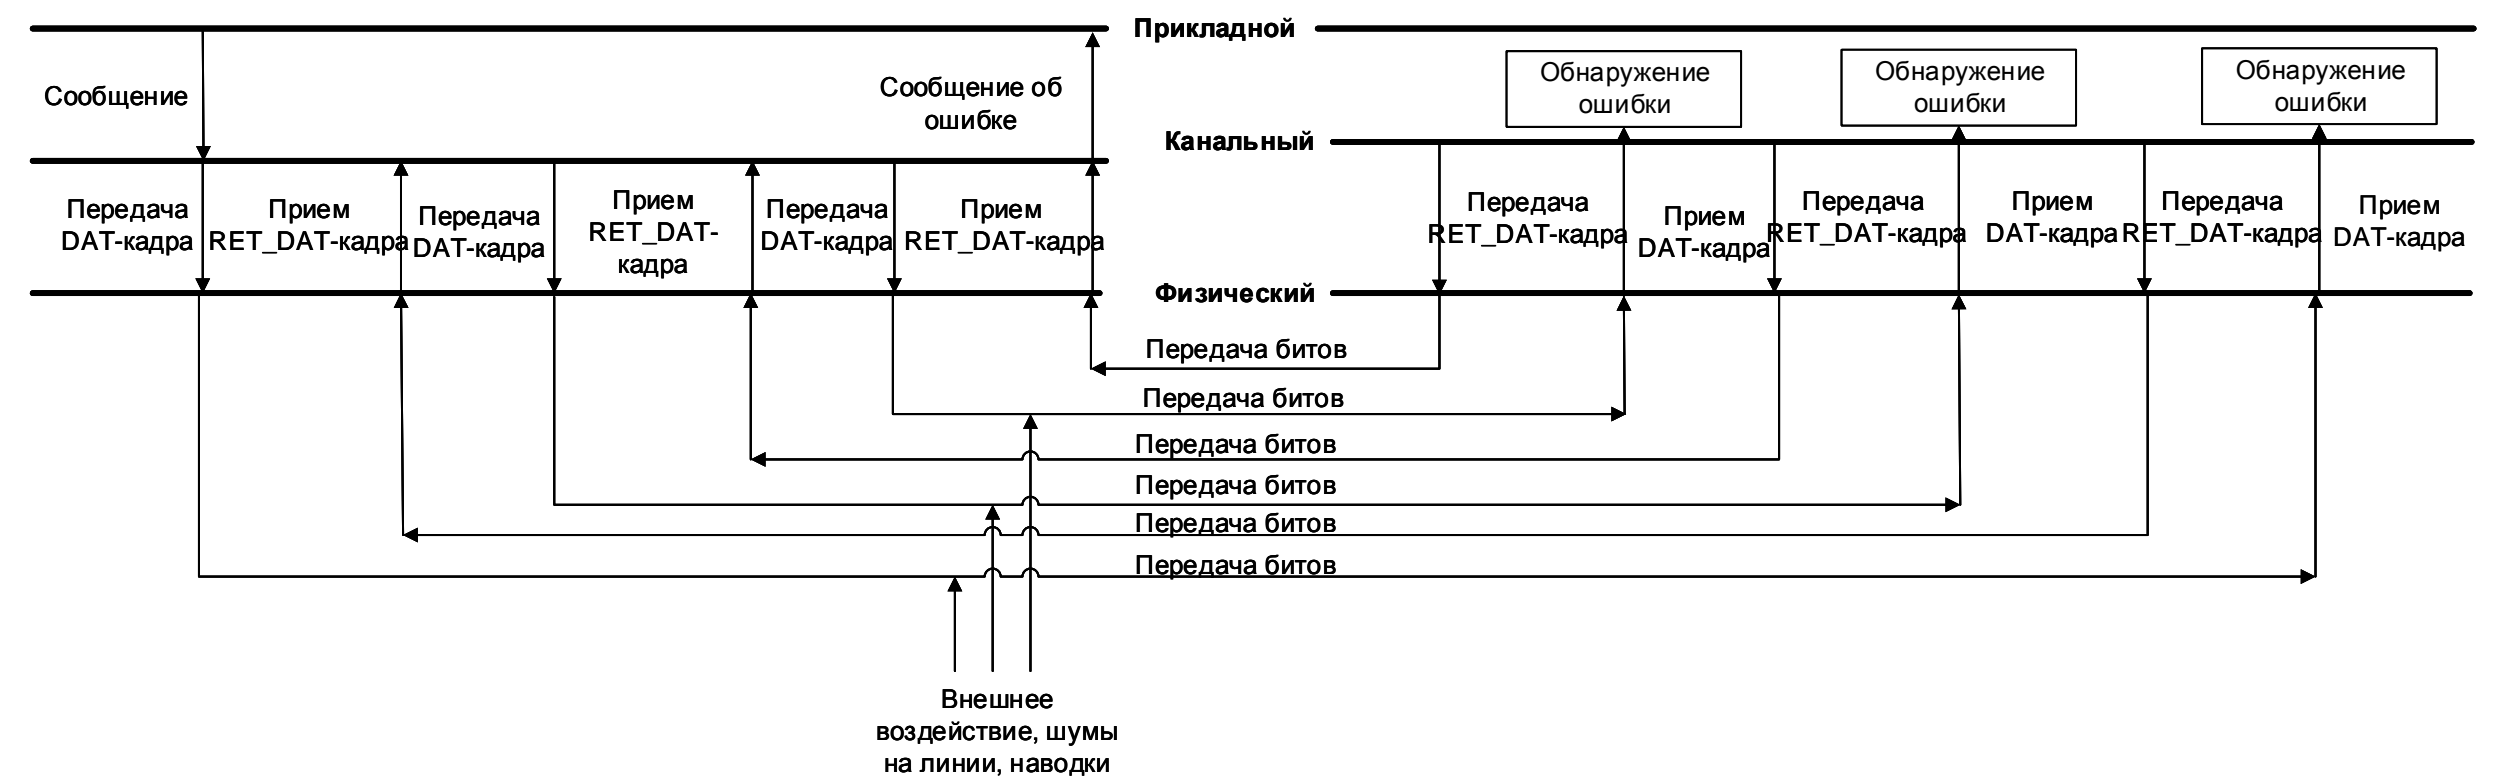 Прикладной
Сообщение
Сообщение об
ошибке
Обнаружение
ошибки
Обнаружение
ошибки
Обнаружение
ошибки
Канальный
Передача
DAT-кадра
Прием
RET_DAT-кадра
Передача
DAT-кадра
Прием
RET_DAT-
кадра
Передача
DAT-кадра
Прием
RET_DAT-кадра
Передача
RET_DAT-кадра
Прием
DAT-кадра
Передача
RET_DAT-кадра
Прием
DAT-кадра
Передача
RET_DAT-кадра
Прием
DAT-кадра
Физический
Передача битов
Передача битов
Передача битов
Передача битов
Передача битов
Передача битов
Внешнее
воздействие, шумы
на линии, наводки